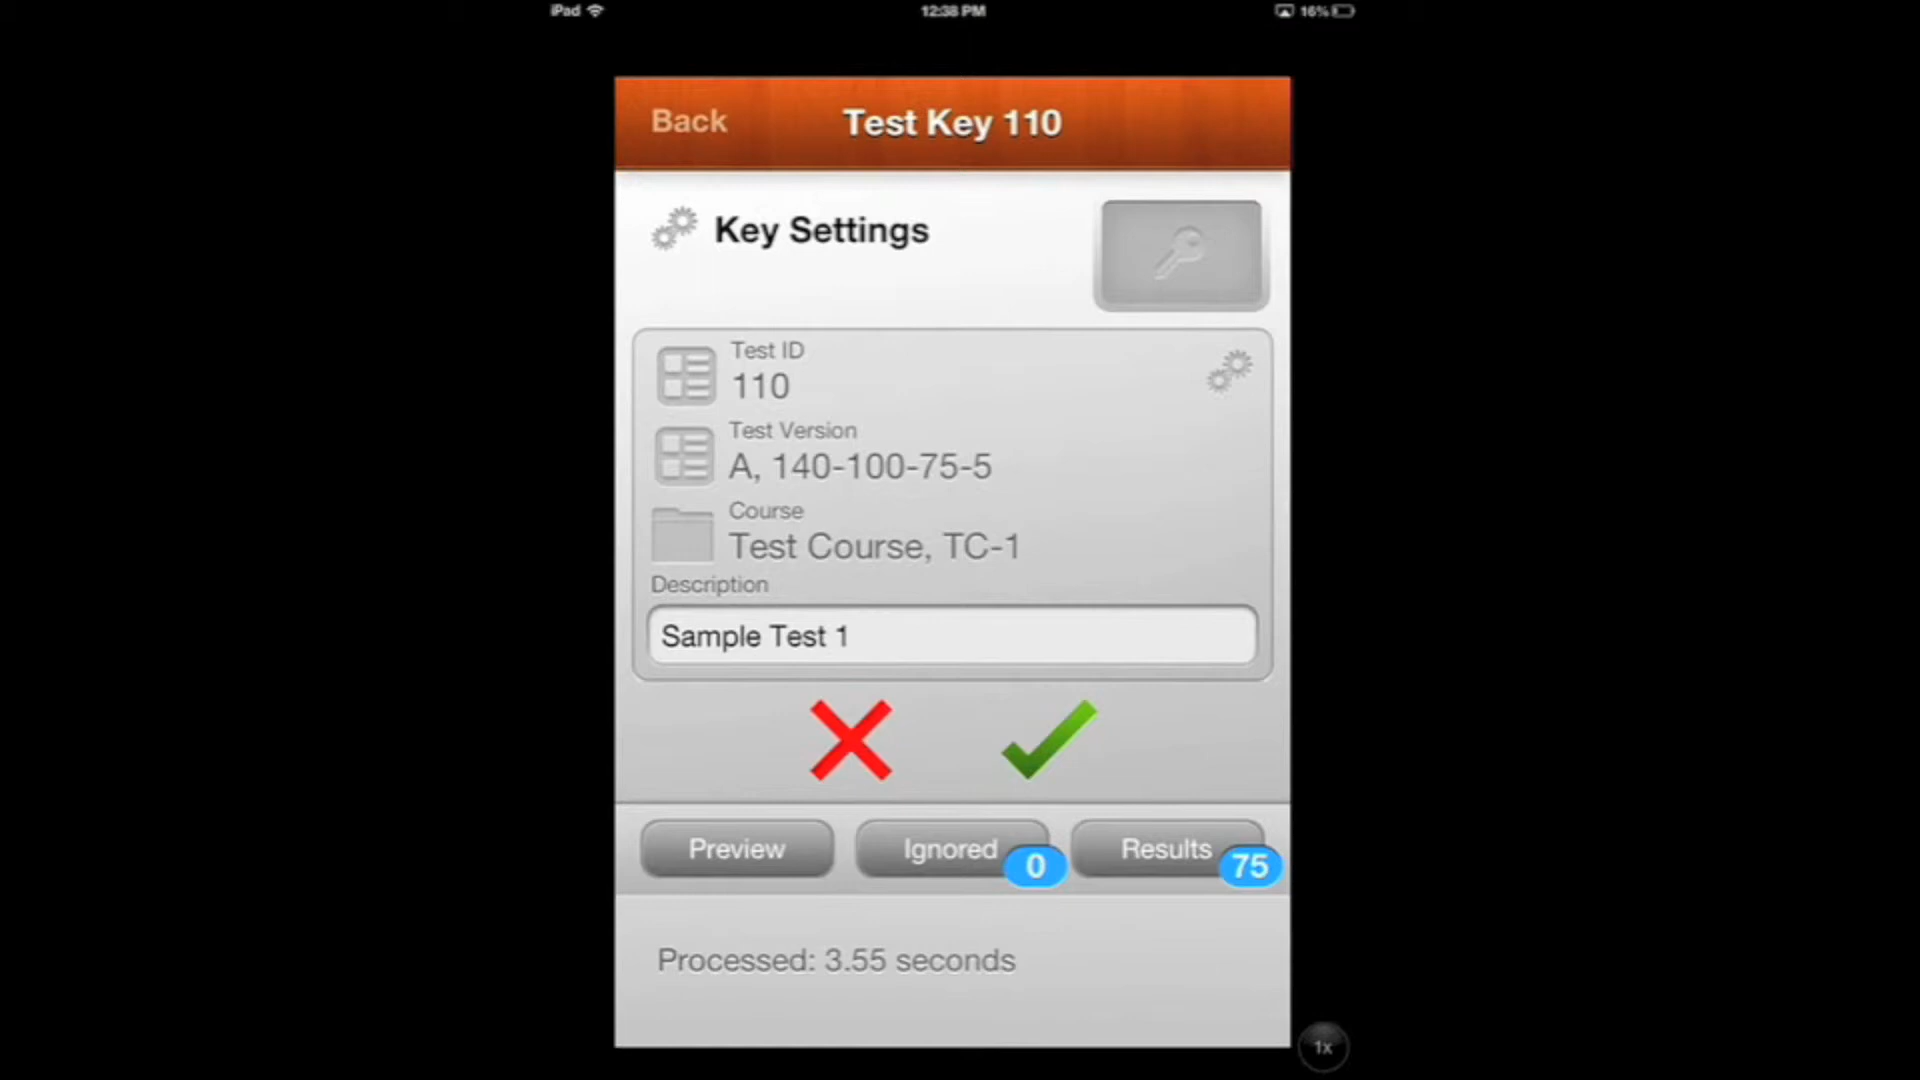 iPad 12:38 PM 16%
Back Test Key 110
Key Settings
Test ID
110
Test Version
A, 140-100-75-5
Course
Test Course, TC-1
Description
Sample Test 1
Preview Ignored 0 Results 75
Processed: 3.55 seconds
1x